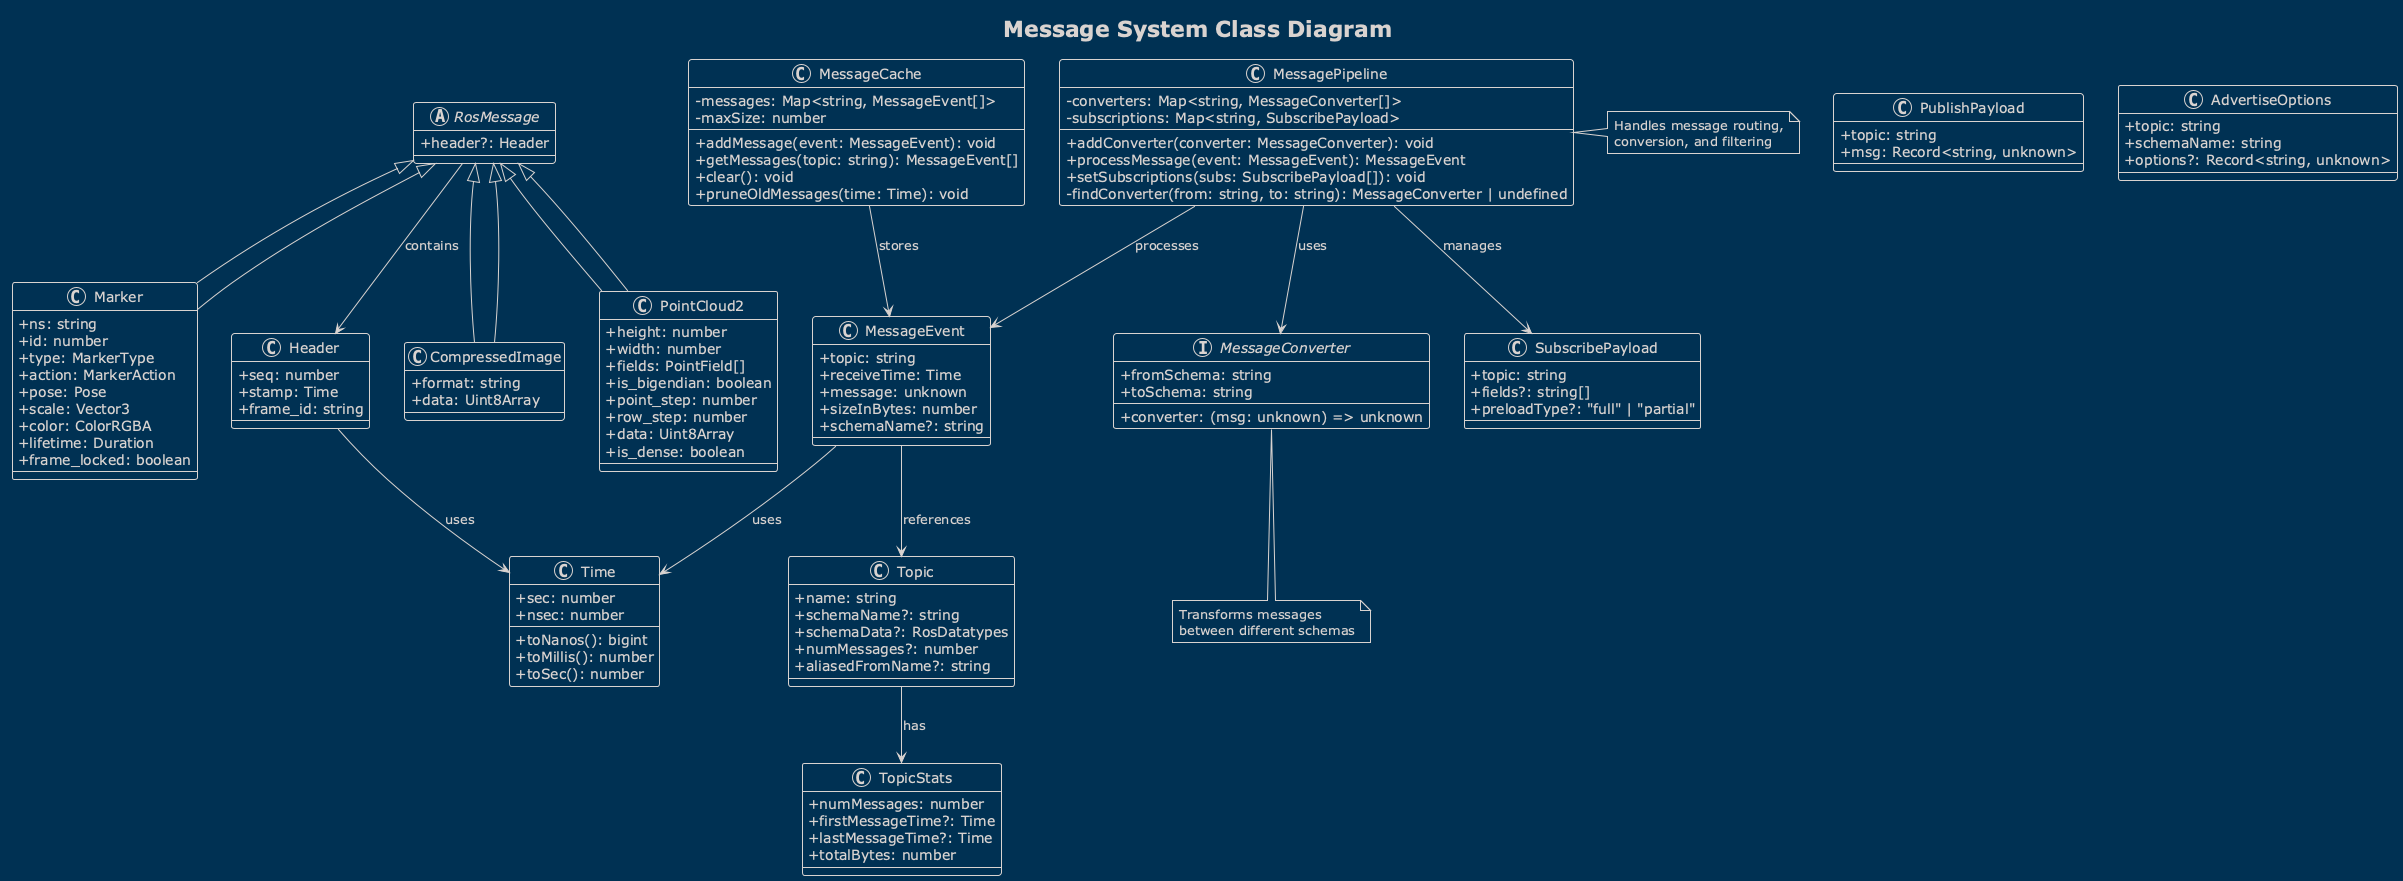 Message System Class Diagram
A RosMessage
+header?: Header
C MessageCache
-messages: Map<string, MessageEvent[]>
-maxSize: number
+addMessage(event: MessageEvent): void
+getMessages(topic: string): MessageEvent[]
+clear(): void
+pruneOldMessages(time: Time): void
C MessagePipeline
-converters: Map<string, MessageConverter[]>
-subscriptions: Map<string, SubscribePayload>
+addConverter(converter: MessageConverter): void
+processMessage(event: MessageEvent): MessageEvent
+setSubscriptions(subs: SubscribePayload[]): void
-findConverter(from: string, to: string): MessageConverter | undefined
Handles message routing,
conversion, and filtering
C PublishPayload
+topic: string
+msg: Record<string, unknown>
C AdvertiseOptions
+topic: string
+schemaName: string
+options?: Record<string, unknown>
contains
stores
processes
uses
manages
C Marker
+ns: string
+id: number
+type: MarkerType
+action: MarkerAction
+pose: Pose
+scale: Vector3
+color: ColorRGBA
+lifetime: Duration
+frame_locked: boolean
C Header
+seq: number
+stamp: Time
+frame_id: string
C CompressedImage
+format: string
+data: Uint8Array
C PointCloud2
+height: number
+width: number
+fields: PointField[]
+is_bigendian: boolean
+point_step: number
+row_step: number
+data: Uint8Array
+is_dense: boolean
C MessageEvent
+topic: string
+receiveTime: Time
+message: unknown
+sizeInBytes: number
+schemaName?: string
I MessageConverter
+fromSchema: string
+toSchema: string
+converter: (msg: unknown) => unknown
C SubscribePayload
+topic: string
+fields?: string[]
+preloadType?: "full" | "partial"
uses
uses
references
C Time
+sec: number
+nsec: number
+toNanos(): bigint
+toMillis(): number
+toSec(): number
C Topic
+name: string
+schemaName?: string
+schemaData?: RosDatatypes
+numMessages?: number
+aliasedFromName?: string
Transforms messages
between different schemas
has
C TopicStats
+numMessages: number
+firstMessageTime?: Time
+lastMessageTime?: Time
+totalBytes: number